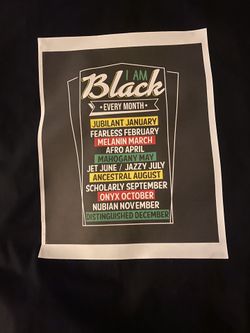 I AM
Black
• EVERY MONTH •
JUBILANT JANUARY
FEARLESS FEBRUARY
MELANIN MARCH
AFRO APRIL
MAHOGANY MAY
JET JUNE / JAZZY JULY
ANCESTRAL AUGUST
SCHOLARLY SEPTEMBER
ONYX OCTOBER
NUBIAN NOVEMBER
DISTINGUISHED DECEMBER